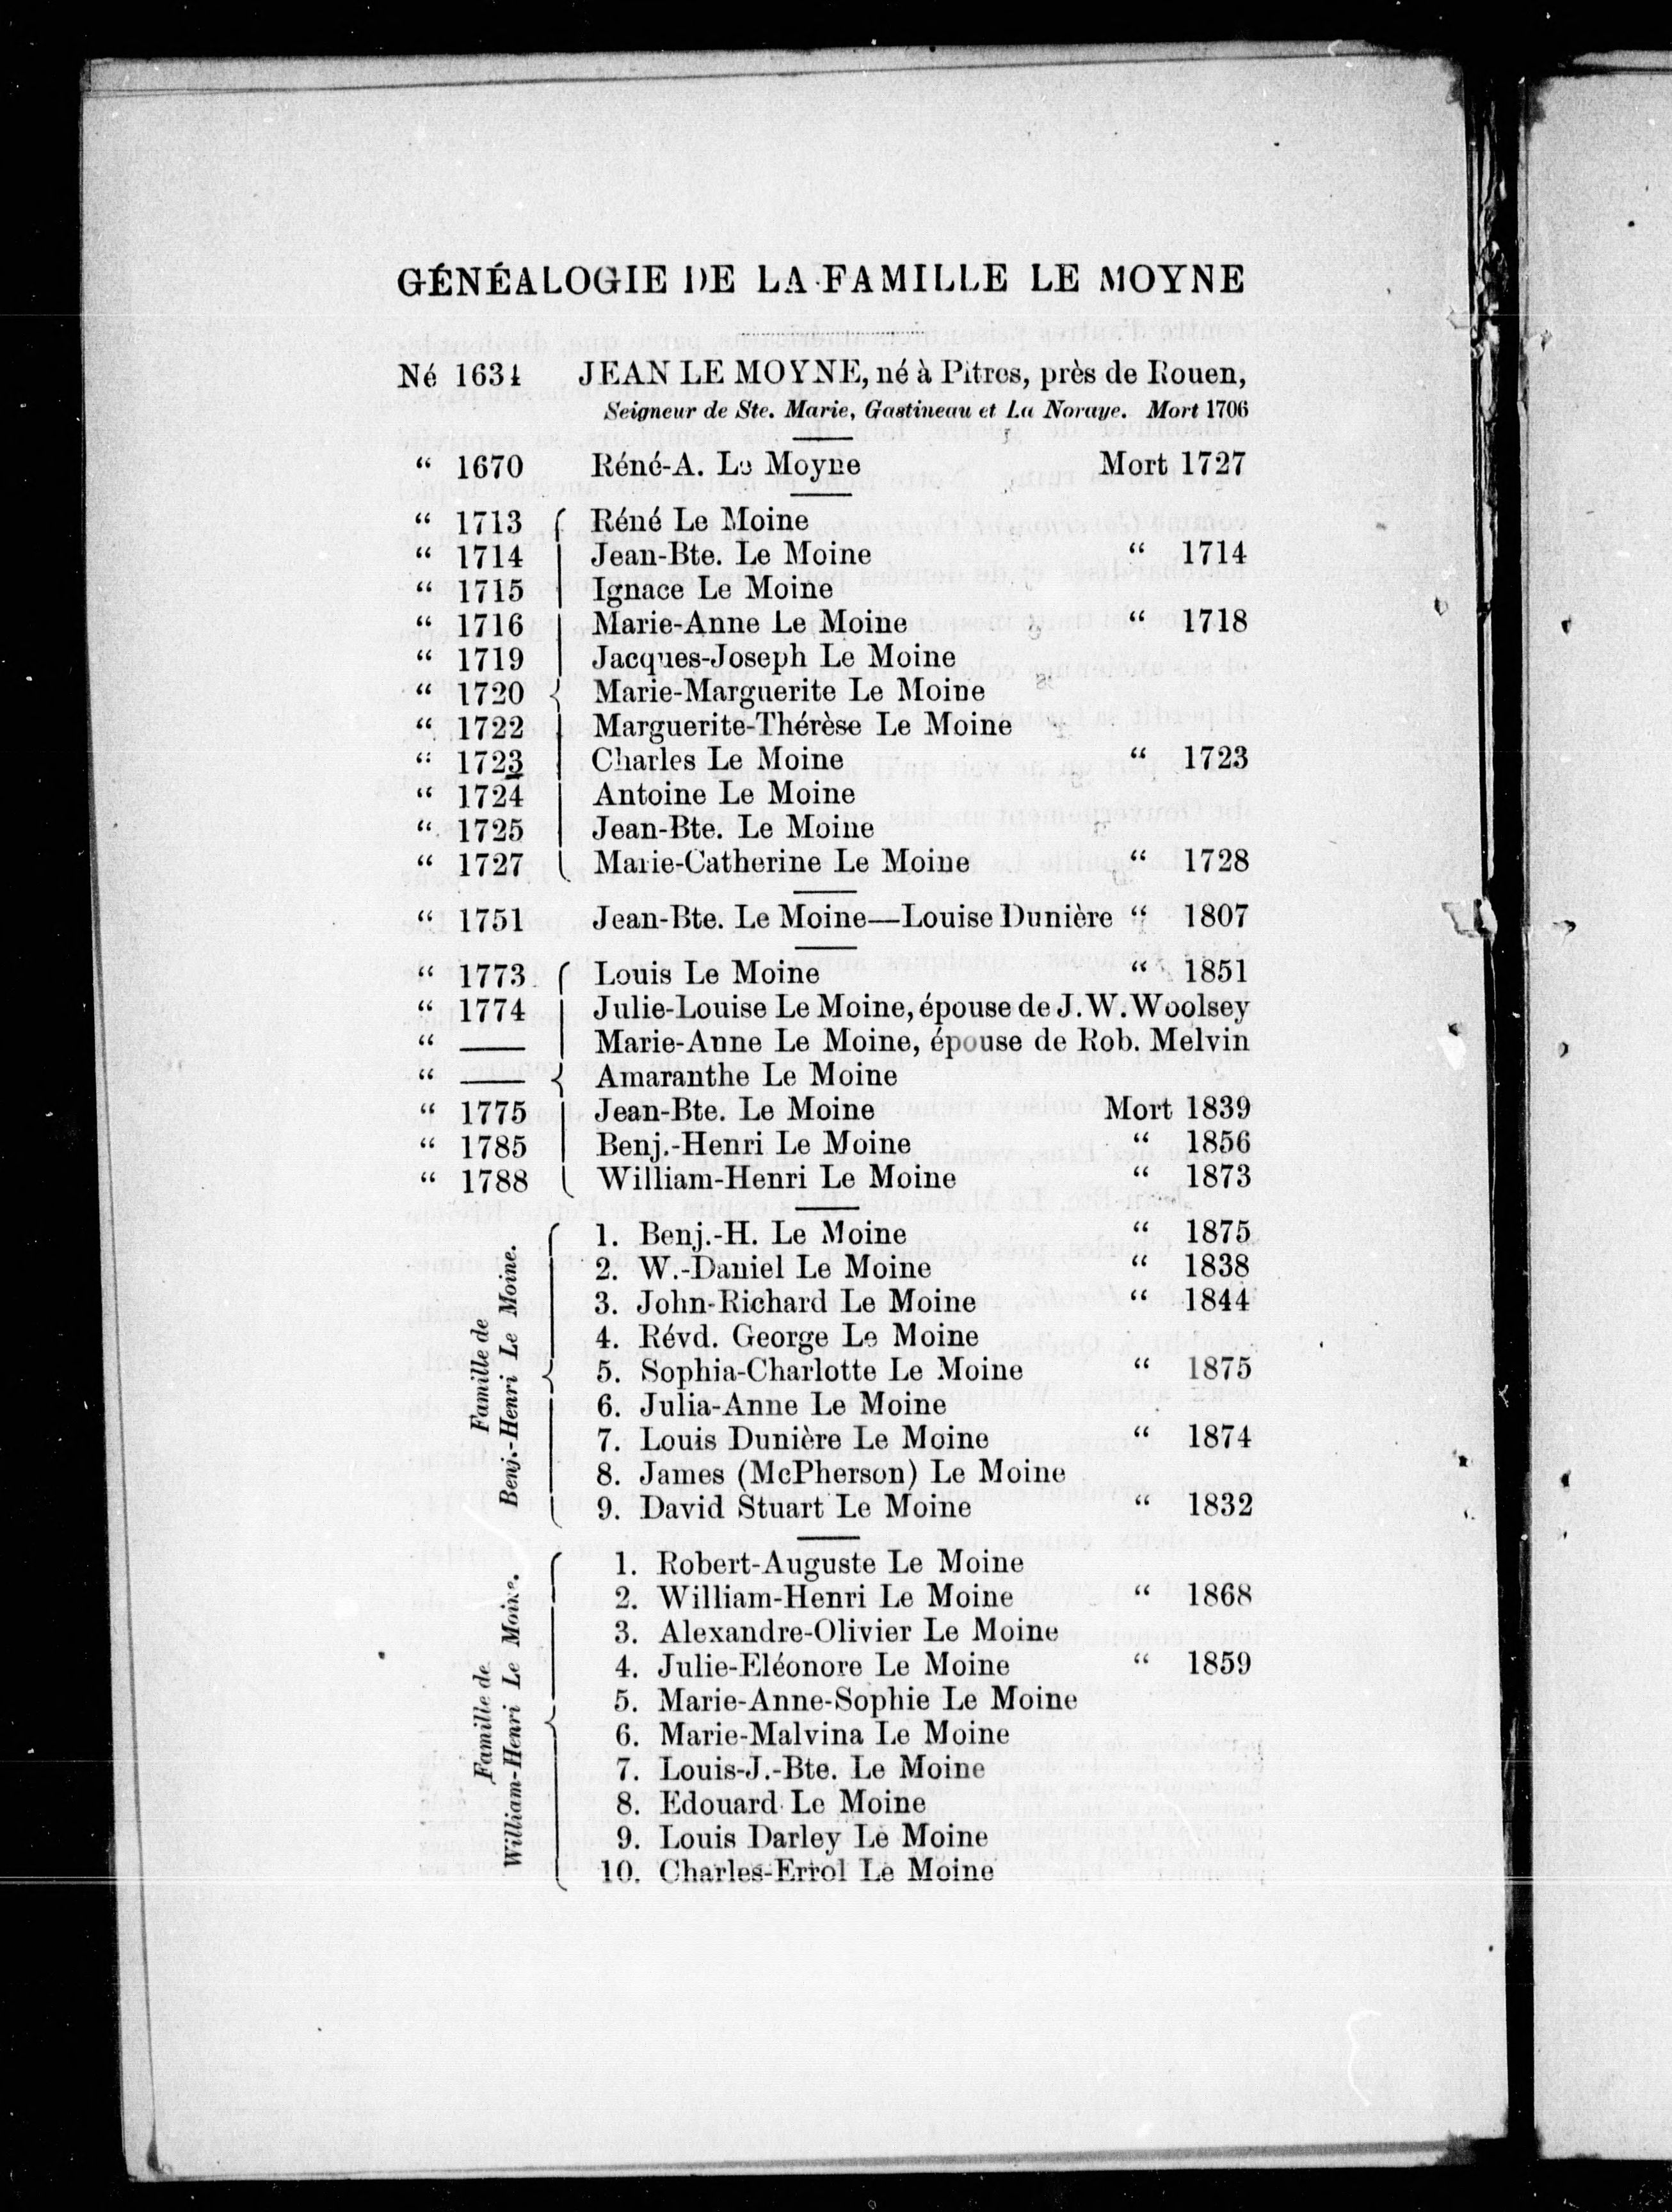 GÉNÉALOGIE DE LA FAMILLE LE MOYNE
Né 1634 JEAN LE MOYNE, né à Pitres, près de Rouen,
Seigneur de Ste. Marie, Gastineau et La Noraye. Mort 1706
“ 1670 Réné-A. Le Moyne Mort 1727
“ 1713 Réné Le Moine
“ 1714 Jean-Bte. Le Moine “ 1714
“ 1715 Ignace Le Moine
“ 1716 Marie-Anne Le Moine “ 1718
“ 1719 Jacques-Joseph Le Moine
“ 1720 Marie-Marguerite Le Moine
“ 1722 Marguerite-Thérèse Le Moine
“ 1723 Charles Le Moine “ 1723
“ 1724 Antoine Le Moine
“ 1725 Jean-Bte. Le Moine
“ 1727 Marie-Catherine Le Moine “ 1728
“ 1751 Jean-Bte. Le Moine—Louise Dunière “ 1807
“ 1773 Louis Le Moine “ 1851
“ 1774 Julie-Louise Le Moine, épouse de J. W. Woolsey
“ —— Marie-Anne Le Moine, épouse de Rob. Melvin
“ —— Amaranthe Le Moine
“ 1775 Jean-Bte. Le Moine Mort 1839
“ 1785 Benj.-Henri Le Moine “ 1856
“ 1788 William-Henri Le Moine “ 1873
Famille de
Benj.-Henri Le Moine.
1. Benj.-H. Le Moine “ 1875
2. W.-Daniel Le Moine “ 1838
3. John-Richard Le Moine “ 1844
4. Révd. George Le Moine
5. Sophia-Charlotte Le Moine “ 1875
6. Julia-Anne Le Moine
7. Louis Dunière Le Moine “ 1874
8. James (McPherson) Le Moine
9. David Stuart Le Moine “ 1832
Famille de
William-Henri Le Moine.
1. Robert-Auguste Le Moine
2. William-Henri Le Moine “ 1868
3. Alexandre-Olivier Le Moine
4. Julie-Eléonore Le Moine “ 1859
5. Marie-Anne-Sophie Le Moine
6. Marie-Malvina Le Moine
7. Louis-J.-Bte. Le Moine
8. Edouard Le Moine
9. Louis Darley Le Moine
10. Charles-Errol Le Moine